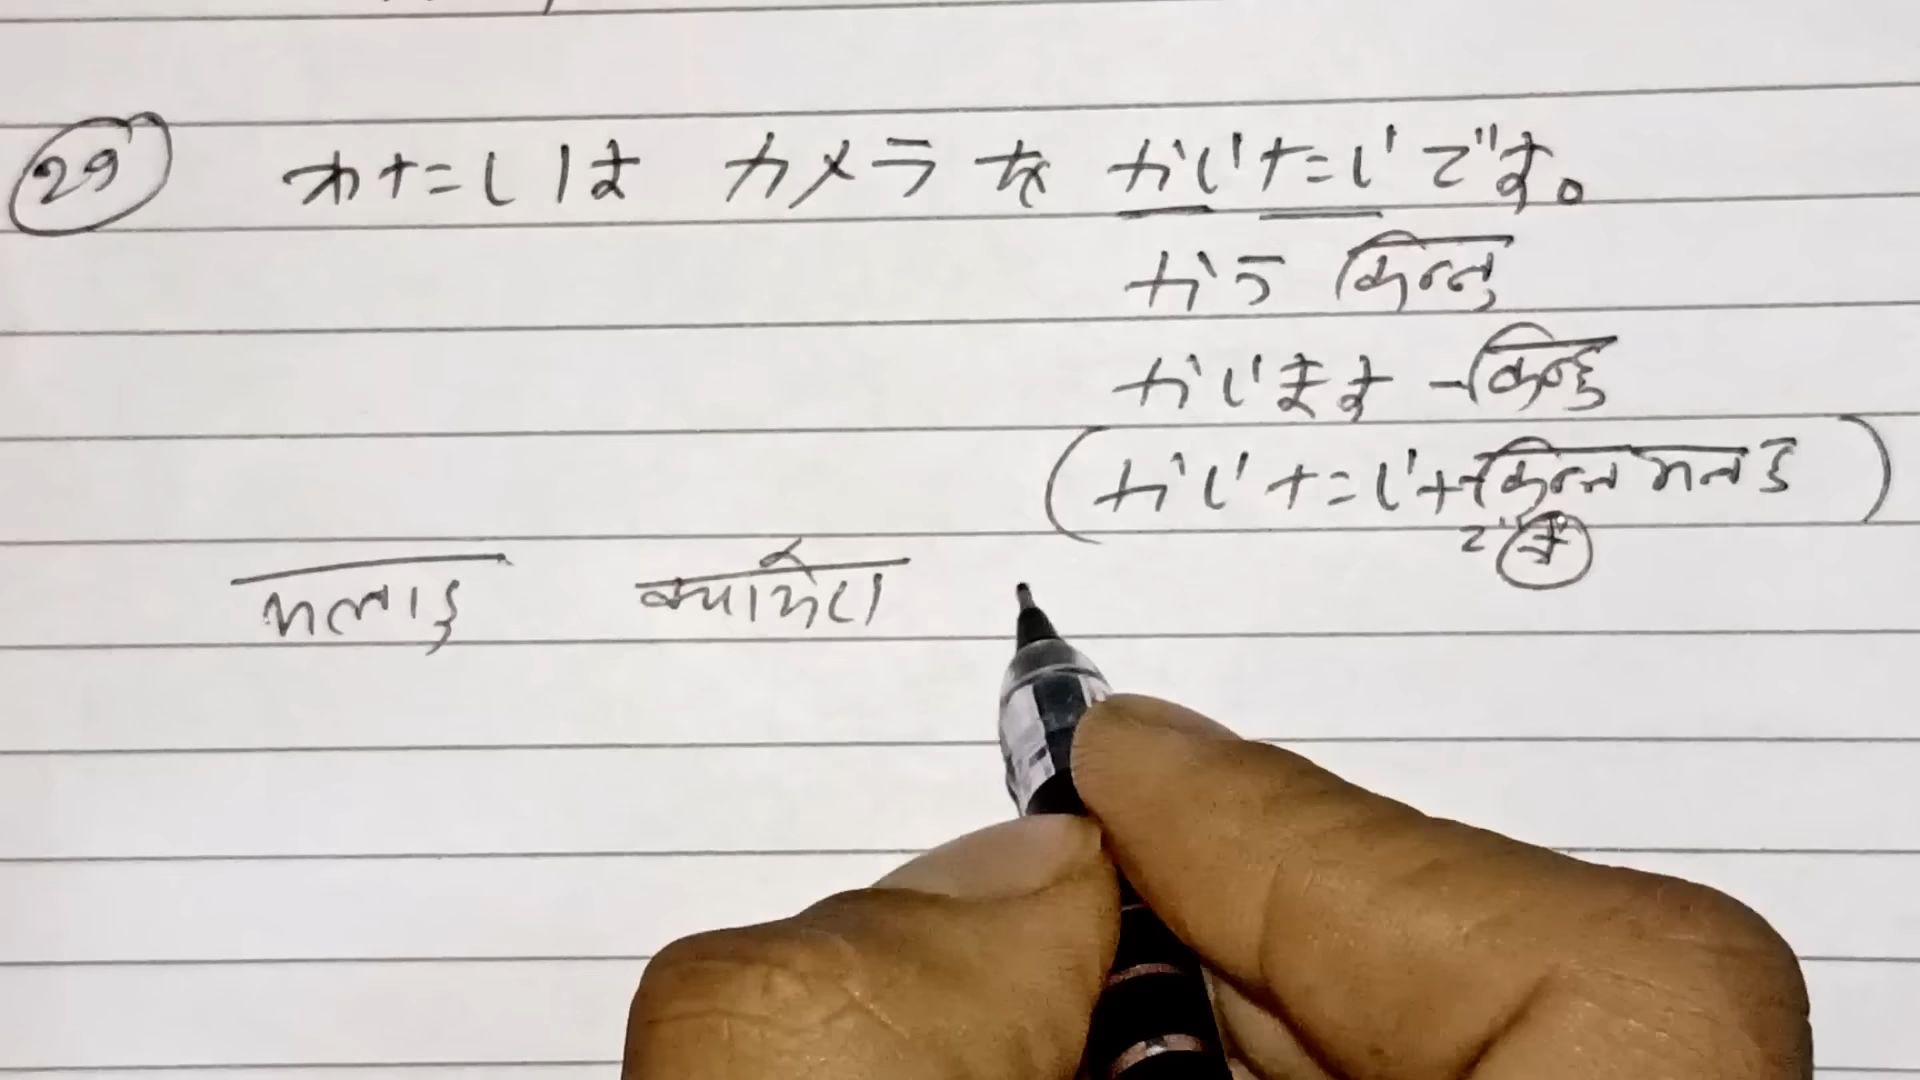 29 わたしは カメラ を かいたいです。
かう किन्नु
かいます - किन्छु
(かいたい + किन्न)
です
मलाई क्यामेरा